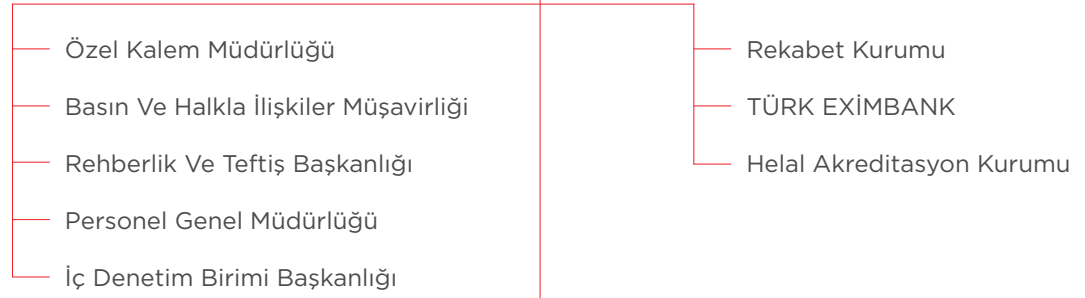 Özel Kalem Müdürlüğü
Basın Ve Halkla İlişkiler Müşavirliği
Rehberlik Ve Teftiş Başkanlığı
Personel Genel Müdürlüğü
İç Denetim Birimi Başkanlığı
Rekabet Kurumu
TÜRK EXİMBANK
Helal Akreditasyon Kurumu